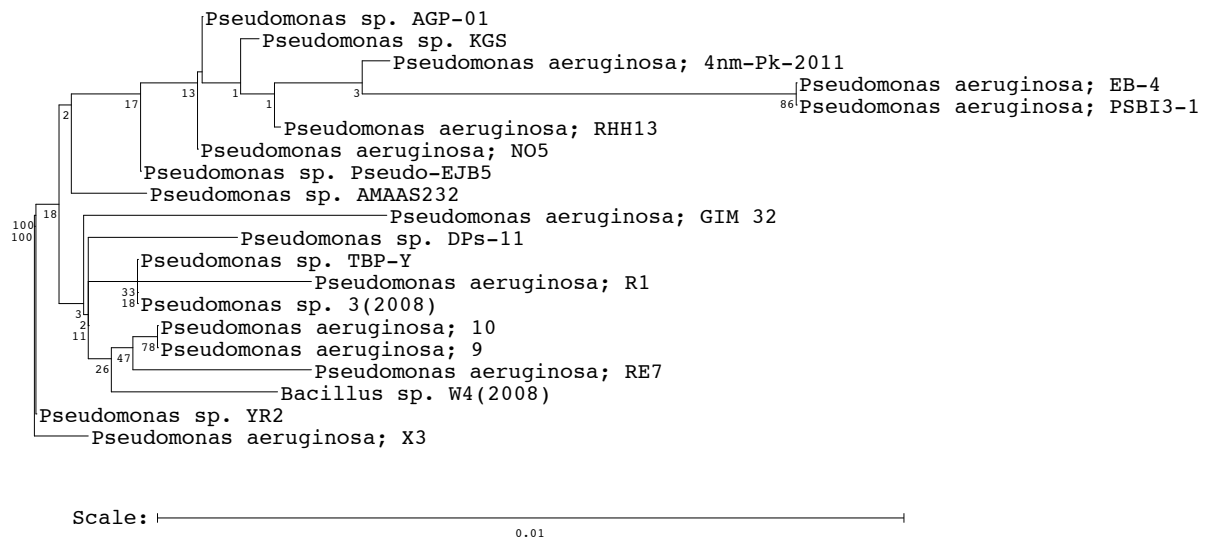 Pseudomonas sp. AGP-01
Pseudomonas sp. KGS
Pseudomonas aeruginosa; 4nm-Pk-2011
3
Pseudomonas aeruginosa; EB-4
86
Pseudomonas aeruginosa; PSBI3-1
17
13
1
1
2
Pseudomonas aeruginosa; RHH13
Pseudomonas aeruginosa; NO5
Pseudomonas sp. Pseudo-EJB5
Pseudomonas sp. AMAAS232
18
Pseudomonas aeruginosa; GIM 32
100
100
Pseudomonas sp. DPs-11
Pseudomonas sp. TBP-Y
Pseudomonas aeruginosa; R1
33
18
Pseudomonas sp. 3(2008)
3
2
11
Pseudomonas aeruginosa; 10
78
Pseudomonas aeruginosa; 9
47
26
Pseudomonas aeruginosa; RE7
Bacillus sp. W4(2008)
Pseudomonas sp. YR2
Pseudomonas aeruginosa; X3
Scale:
0.01